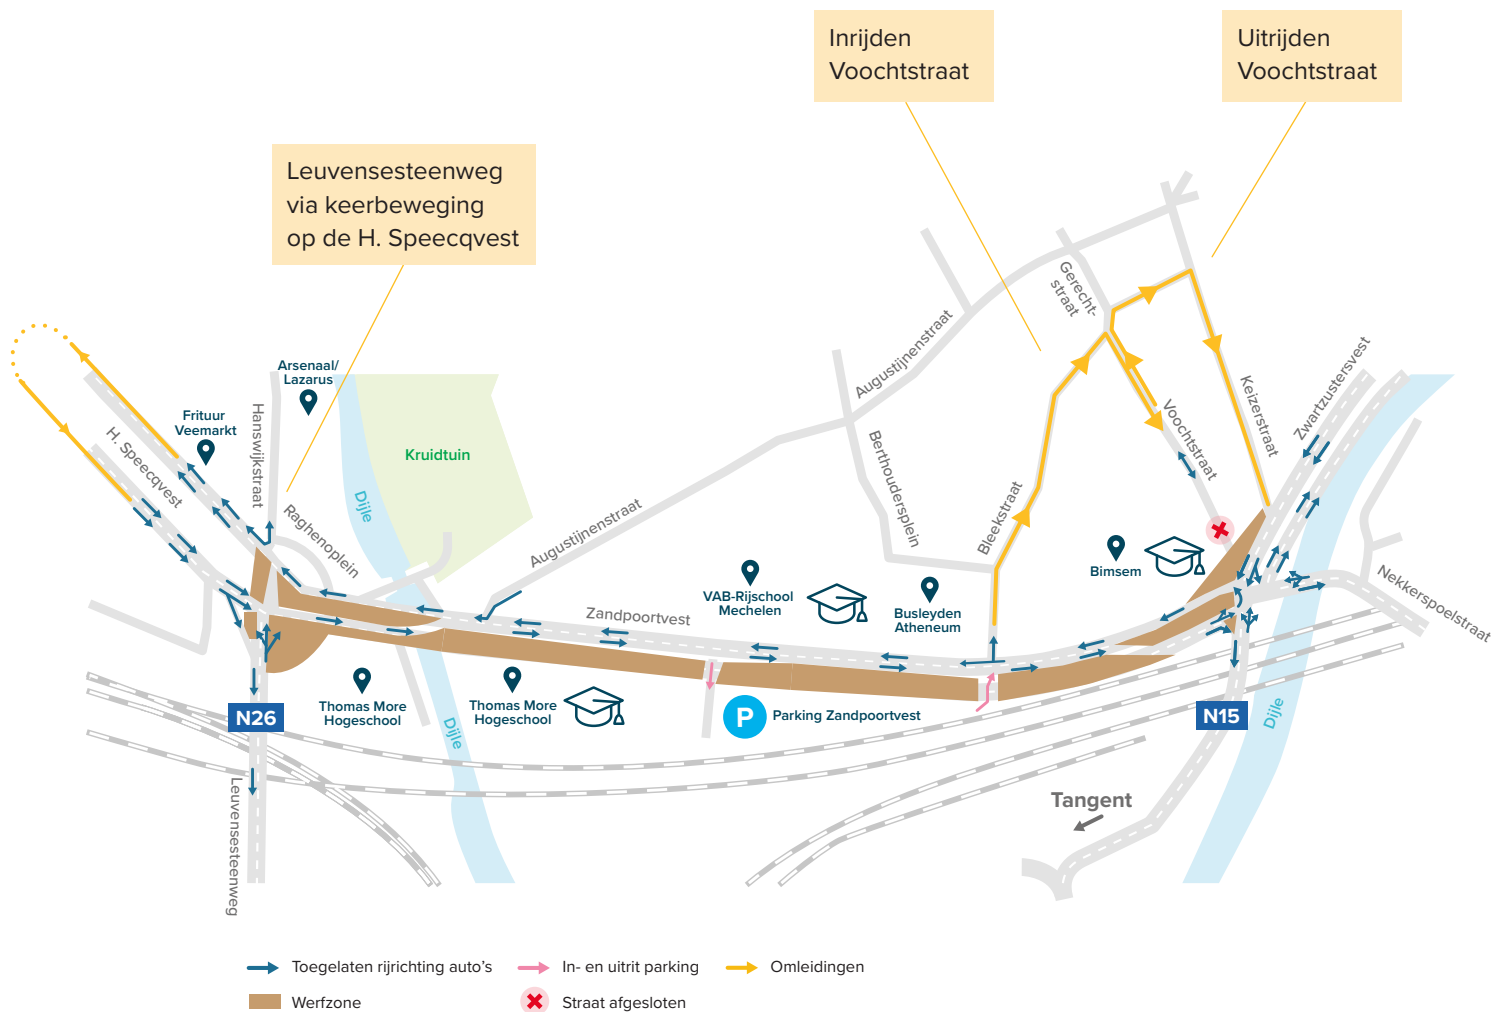 Inrijden
Voochtstraat
Uitrijden
Voochtstraat
Leuvensesteenweg
via keerbeweging
op de H. Speecqvest
Arsenaal/
Lazarus
Frituur
Veemarkt
Hanswijkstraat
H. Speecqvest
Raghenoplein
Kruidtuin
Dijle
Augustijnenstraat
Augustijnenstraat
Gerecht-
straat
Berthoudersplein
Bleekstraat
Voochtstraat
Keizerstraat
Zwartzustersvest
Nekkerspoelstraat
Zandpoortvest
VAB-Rijschool
Mechelen
Busleyden
Atheneum
Bimsem
Thomas More
Hogeschool
Thomas More
Hogeschool
P
Parking Zandpoortvest
N26
N15
Dijle
Dijle
Leuvensesteenweg
Tangent
Toegelaten rijrichting auto's
In- en uitrit parking
Omleidingen
Werfzone
Straat afgesloten